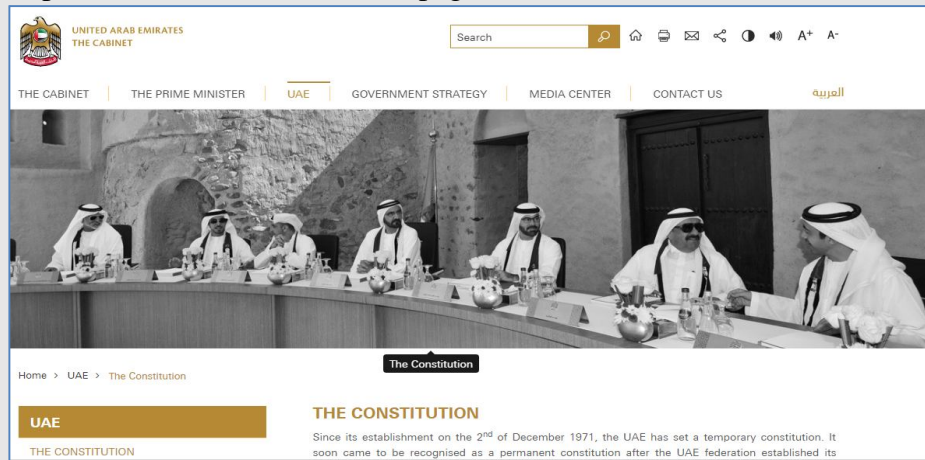 UNITED ARAB EMIRATES
THE CABINET
Search
A+ A-
THE CABINET
THE PRIME MINISTER
UAE
GOVERNMENT STRATEGY
MEDIA CENTER
CONTACT US
العربية
The Constitution
Home > UAE > The Constitution
UAE
THE CONSTITUTION
THE CONSTITUTION
Since its establishment on the 2nd of December 1971, the UAE has set a temporary constitution. It
soon came to be recognised as a permanent constitution after the UAE federation established its